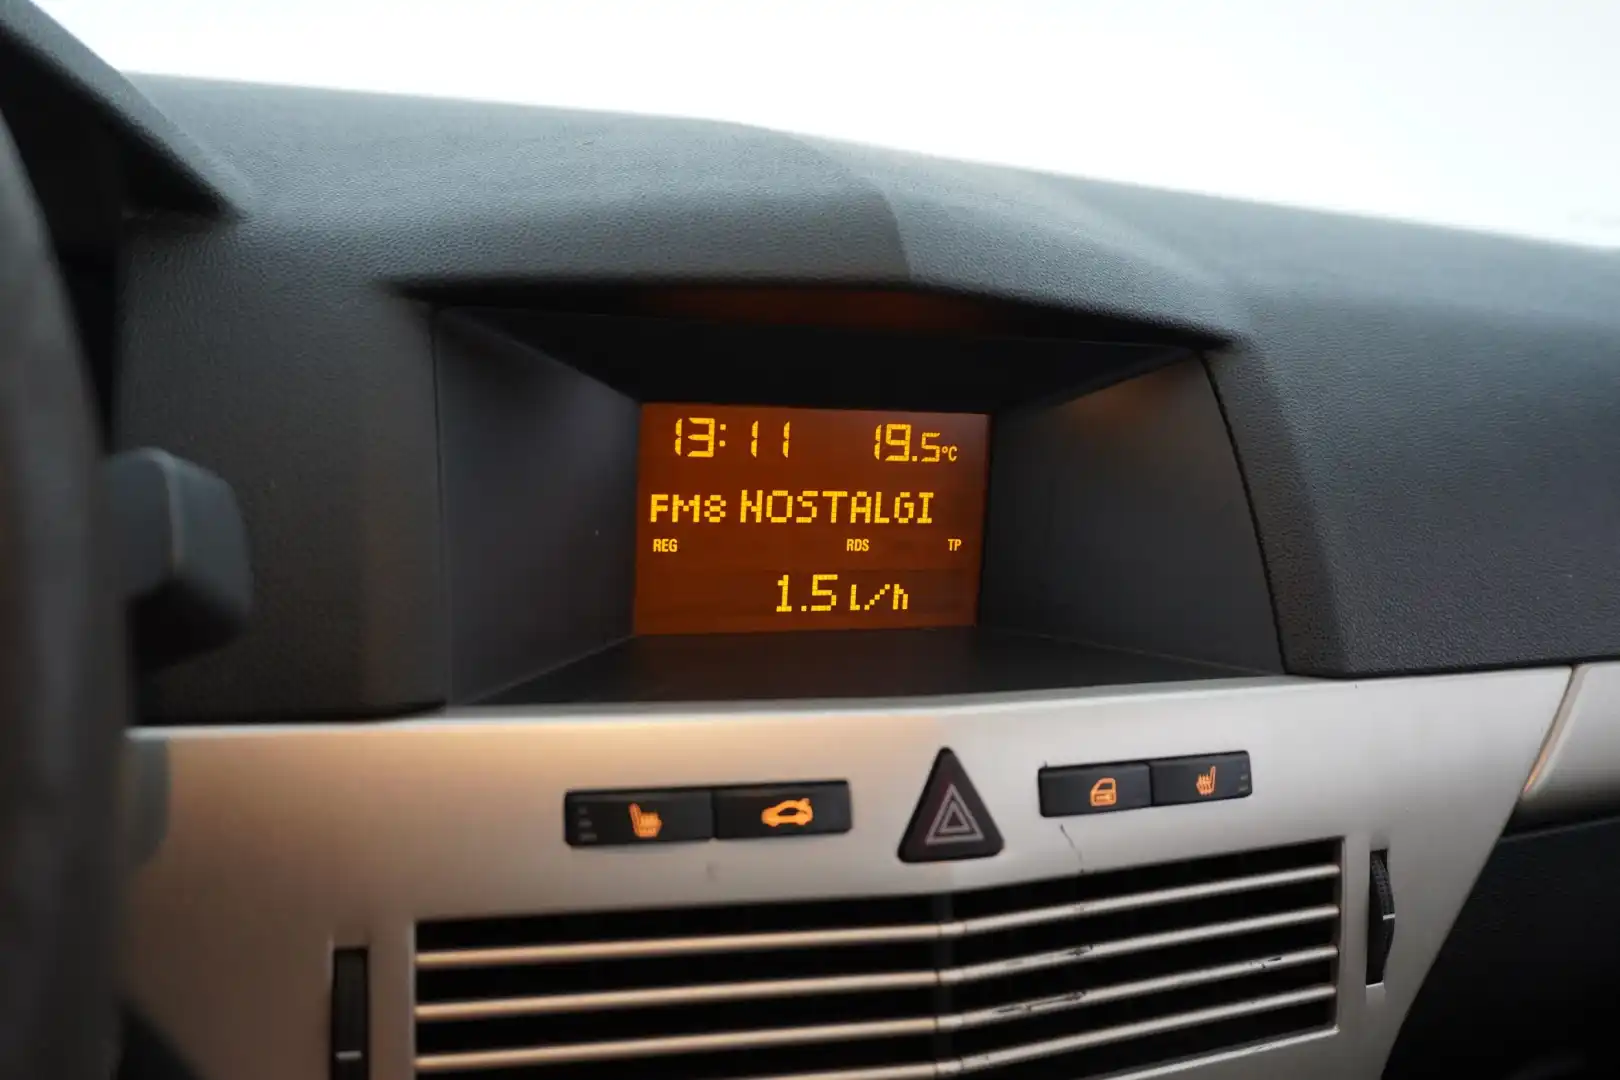 13:11 19.5°C
FM8 NOSTALGI
REG RDS TP
1.5 l/h